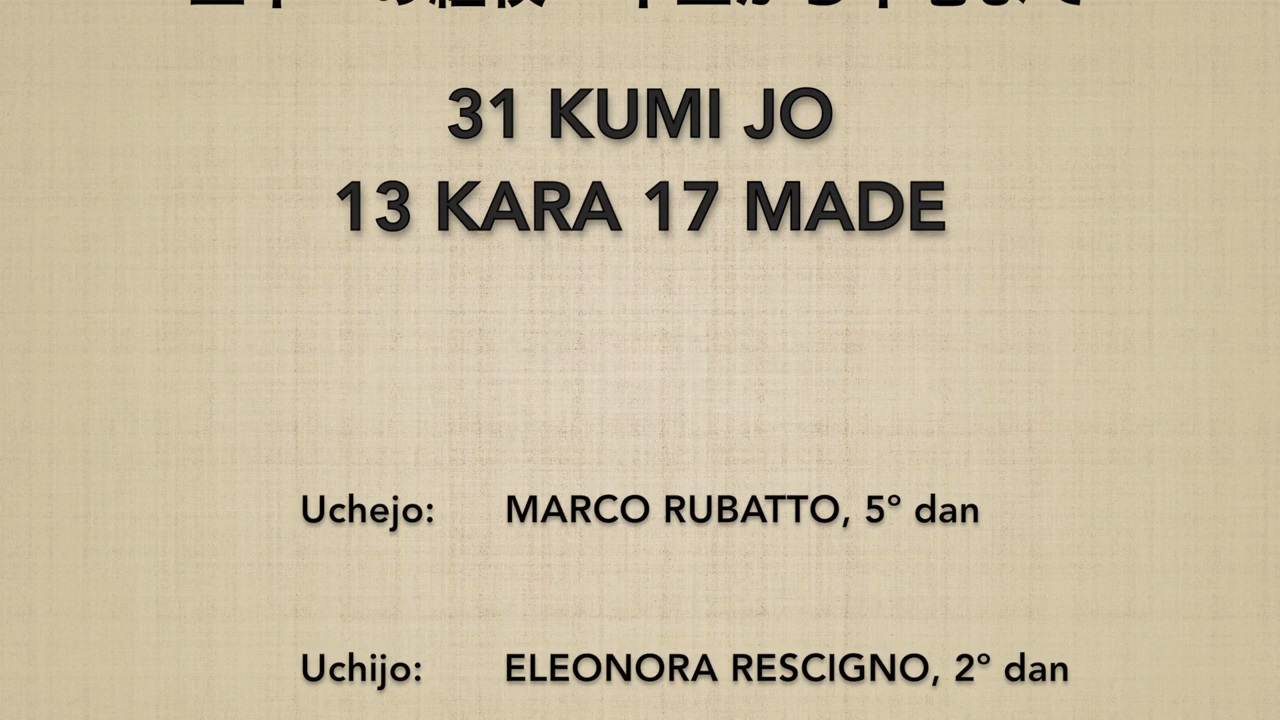 31 KUMI JO
13 KARA 17 MADE
Uchejo: MARCO RUBATTO, 5° dan
Uchijo: ELEONORA RESCIGNO, 2° dan